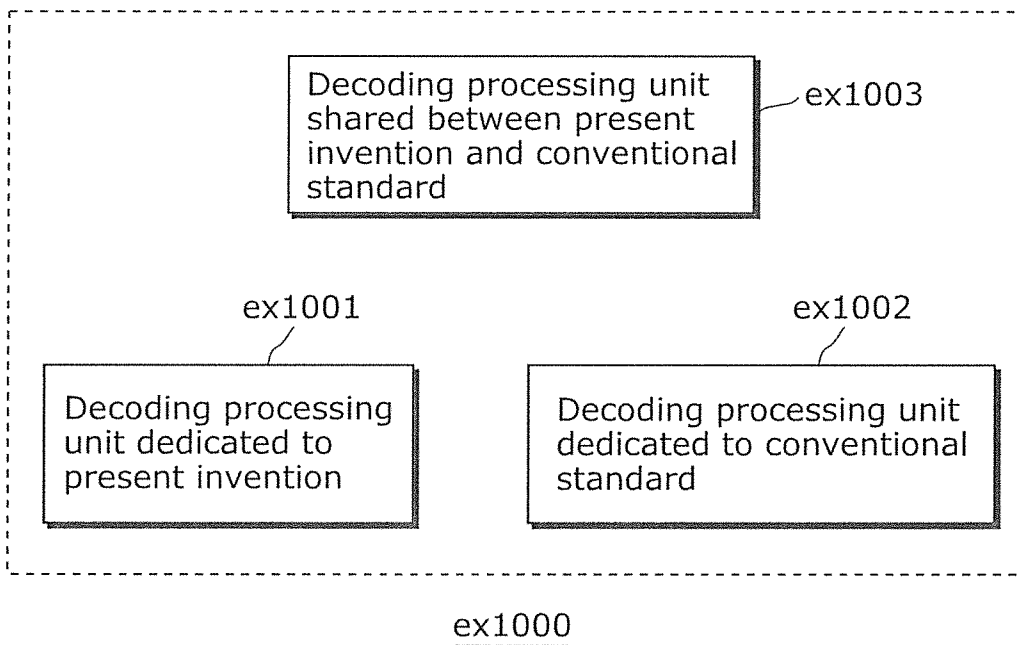 Decoding processing unit
shared between present
invention and conventional
standard
ex1003
ex1001
ex1002
Decoding processing
unit dedicated to
present invention
Decoding processing unit
dedicated to conventional
standard
ex1000